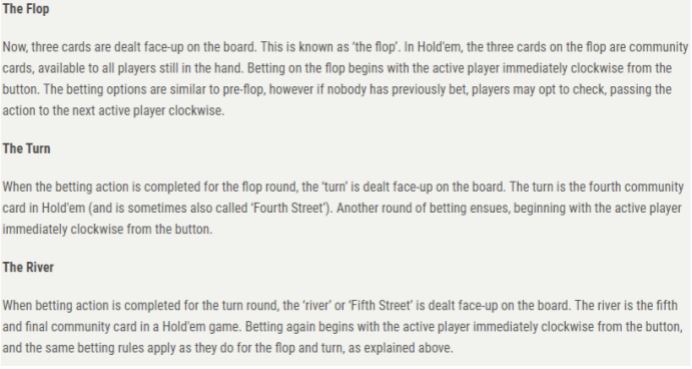 The Flop
Now, three cards are dealt face-up on the board. This is known as 'the flop'. In Hold'em, the three cards on the flop are community
cards, available to all players still in the hand. Betting on the flop begins with the active player immediately clockwise from the
button. The betting options are similar to pre-flop, however if nobody has previously bet, players may opt to check, passing the
action to the next active player clockwise.
The Turn
When the betting action is completed for the flop round, the 'turn' is dealt face-up on the board. The turn is the fourth community
card in Hold'em (and is sometimes also called 'Fourth Street'). Another round of betting ensues, beginning with the active player
immediately clockwise from the button.
The River
When betting action is completed for the turn round, the 'river' or 'Fifth Street' is dealt face-up on the board. The river is the fifth
and final community card in a Hold'em game. Betting again begins with the active player immediately clockwise from the button,
and the same betting rules apply as they do for the flop and turn, as explained above.